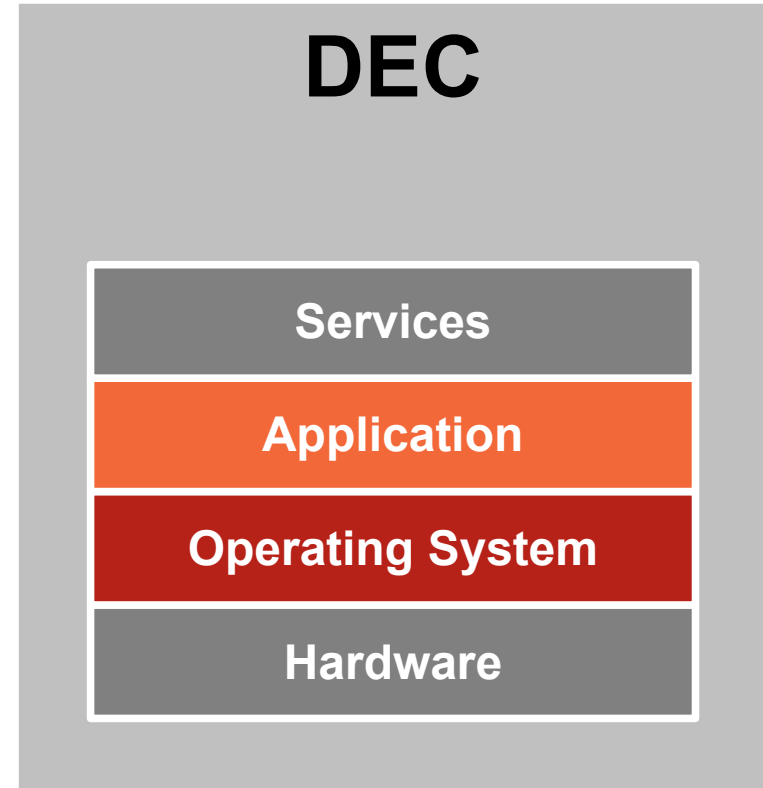 DEC
Services
Application
Operating System
Hardware